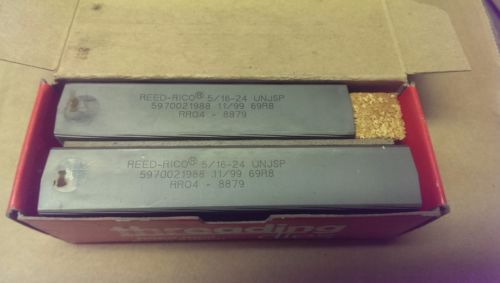 REED-RICO® 5/16-24 UNJSP
5970021988 11/99 69R8
RR04 - 8879
REED-RICO® 5/16-24 UNJSP
5970021988 11/99 69R8
RR04 - 8879
threading